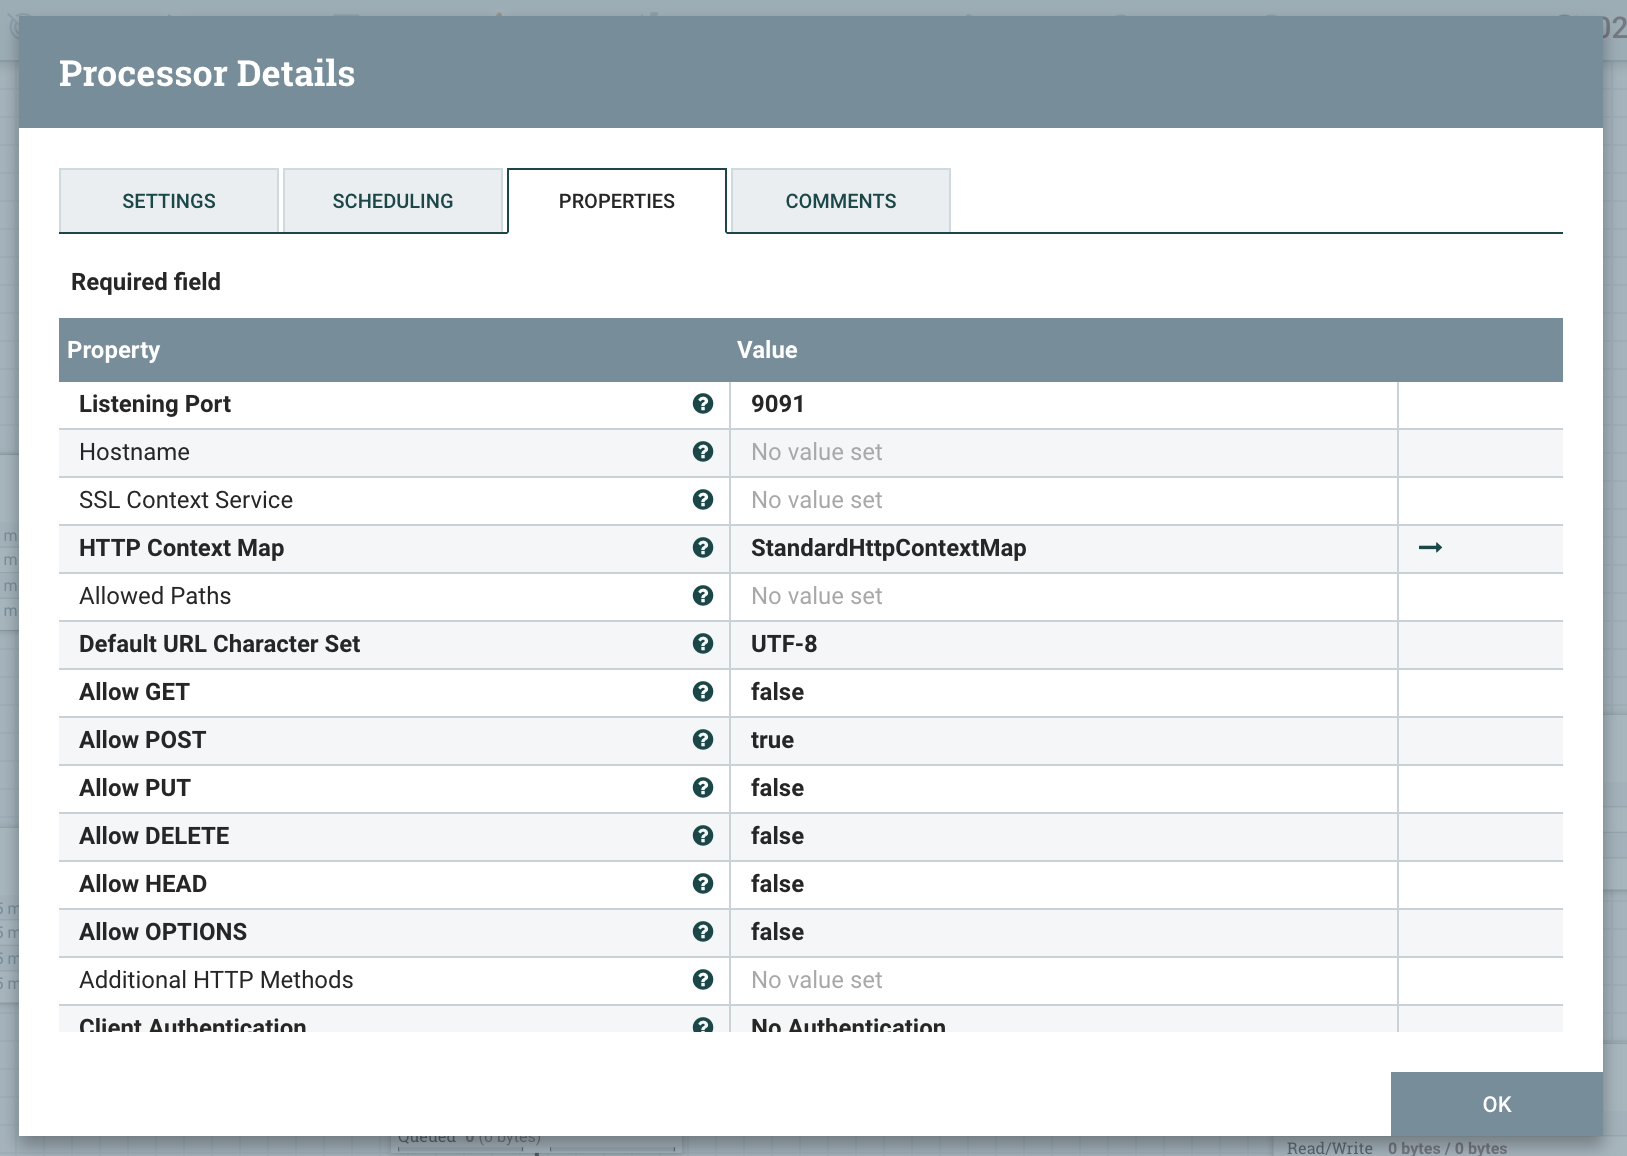 02
Processor Details
SETTINGS SCHEDULING PROPERTIES COMMENTS
Required field
Property Value
Listening Port 9091
Hostname No value set
SSL Context Service No value set
HTTP Context Map StandardHttpContextMap
Allowed Paths No value set
Default URL Character Set UTF-8
Allow GET false
Allow POST true
Allow PUT false
Allow DELETE false
Allow HEAD false
Allow OPTIONS false
Additional HTTP Methods No value set
Client Authentication No Authentication
OK
Queued 0 (0 bytes)
Read/Write 0 bytes / 0 bytes